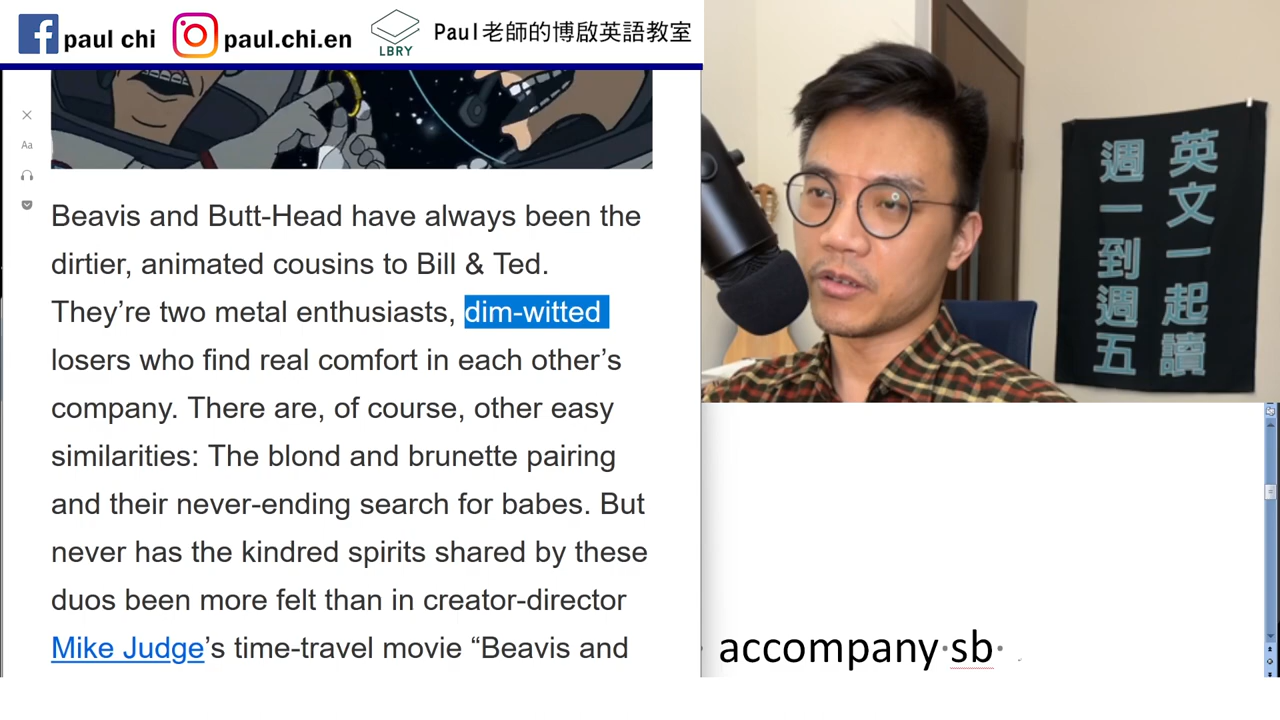 paul chi
paul.chi.en
LBRY
Paul老師的博啟英語教室
Aa
Beavis and Butt-Head have always been the
dirtier, animated cousins to Bill & Ted.
They’re two metal enthusiasts, dim-witted
losers who find real comfort in each other’s
company. There are, of course, other easy
similarities: The blond and brunette pairing
and their never-ending search for babes. But
never has the kindred spirits shared by these
duos been more felt than in creator-director
Mike Judge’s time-travel movie “Beavis and
英文一起讀
週一到週五
accompany sb